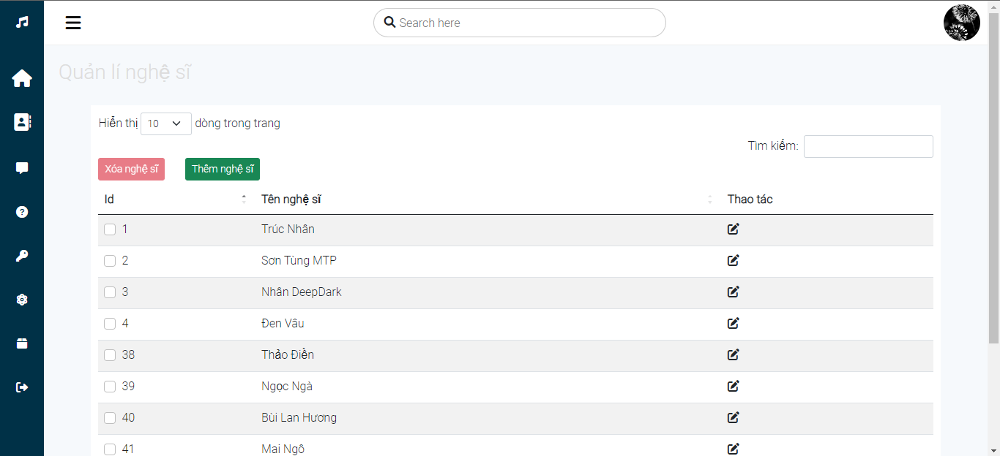 Search here
Quản lí nghệ sĩ
Hiển thị 10 dòng trong trang
Tìm kiếm:
Xóa nghệ sĩ Thêm nghệ sĩ
Id Tên nghệ sĩ Thao tác
1 Trúc Nhân
2 Sơn Tùng MTP
3 Nhân DeepDark
4 Đen Vâu
38 Thảo Điền
39 Ngọc Ngà
40 Bùi Lan Hương
41 Mai Ngô